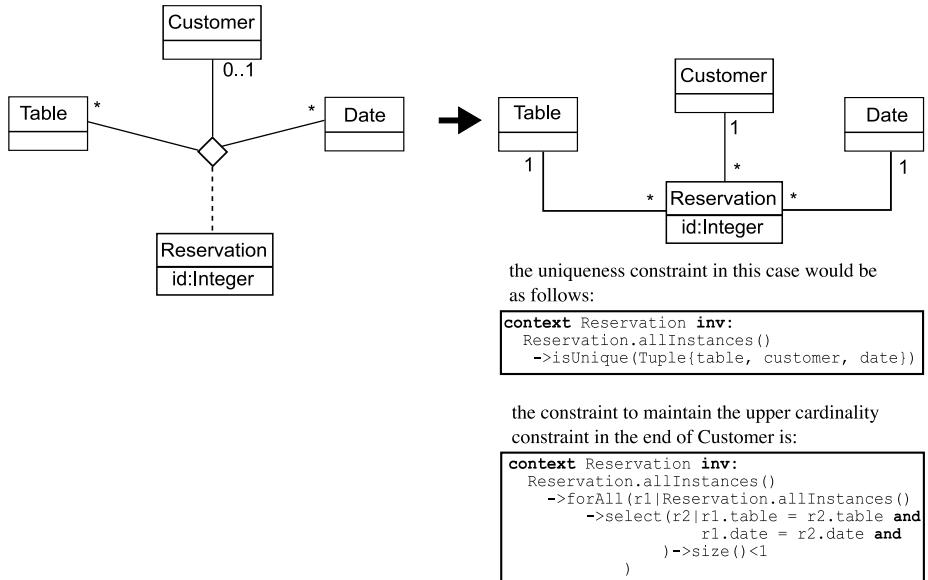 Customer
0..1
Table
*
*
Date
Reservation
id:Integer
Customer
1
Table
1
Date
1
*
*
*
Reservation
id:Integer
the uniqueness constraint in this case would be
as follows:
context Reservation inv:
Reservation.allInstances()
->isUnique(Tuple{table, customer, date})
the constraint to maintain the upper cardinality
constraint in the end of Customer is:
context Reservation inv:
Reservation.allInstances()
->forAll(r1|Reservation.allInstances()
->select(r2|r1.table = r2.table and
r1.date = r2.date and
)->size()<1
)